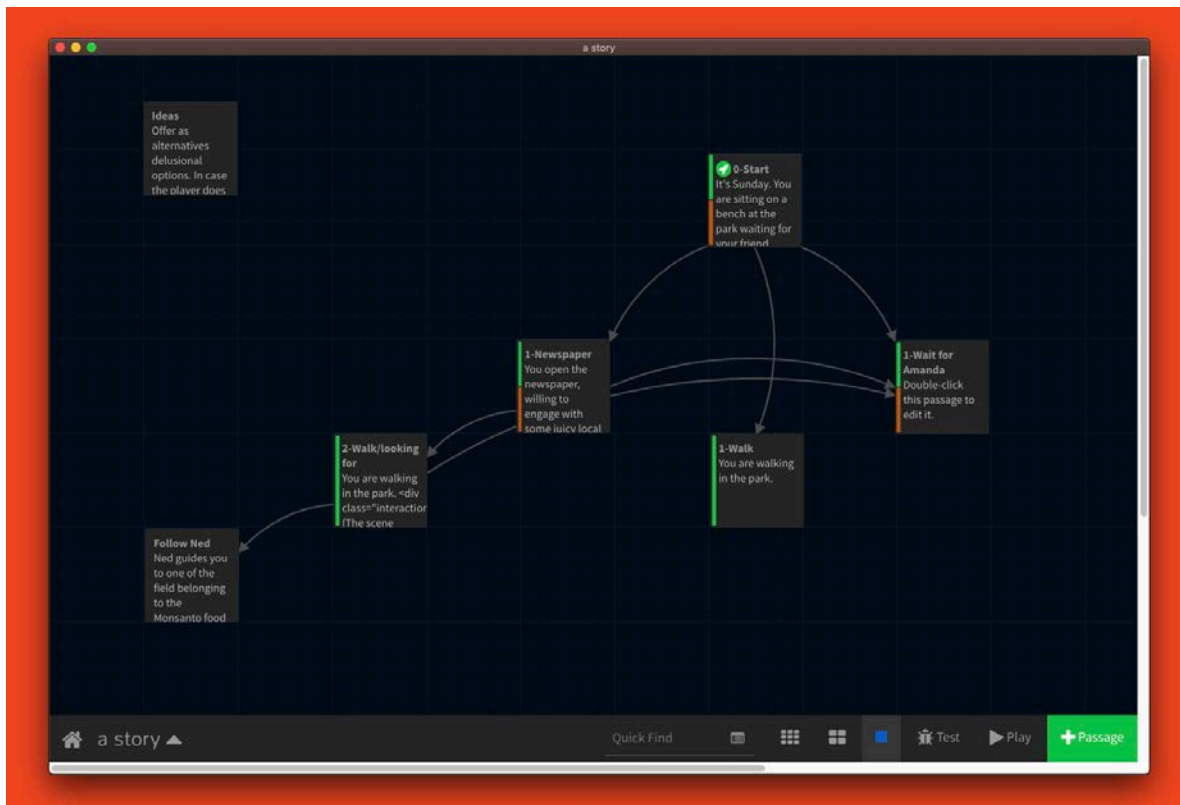 a story
Ideas
Offer as
alternatives
delusional
options. In case
the player does
0-Start
It's Sunday. You
are sitting on a
bench at the
park waiting for
your friend
1-Newspaper
You open the
newspaper,
willing to
engage with
some juicy local
1-Wait for
Amanda
Double-click
this passage to
edit it.
2-Walk/looking
for
You are walking
in the park. <div
class="interaction
(The scene
1-Walk
You are walking
in the park.
Follow Ned
Ned guides you
to one of the
field belonging
to the
Monsanto food
a story
Quick Find
Test
Play
Passage